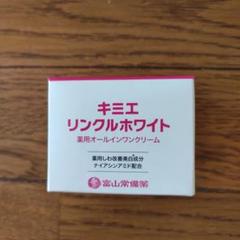 キミエ
リンクルホワイト
薬用オールインワンクリーム
薬用しわ改善美白成分
ナイアシンアミド配合
富山常備薬